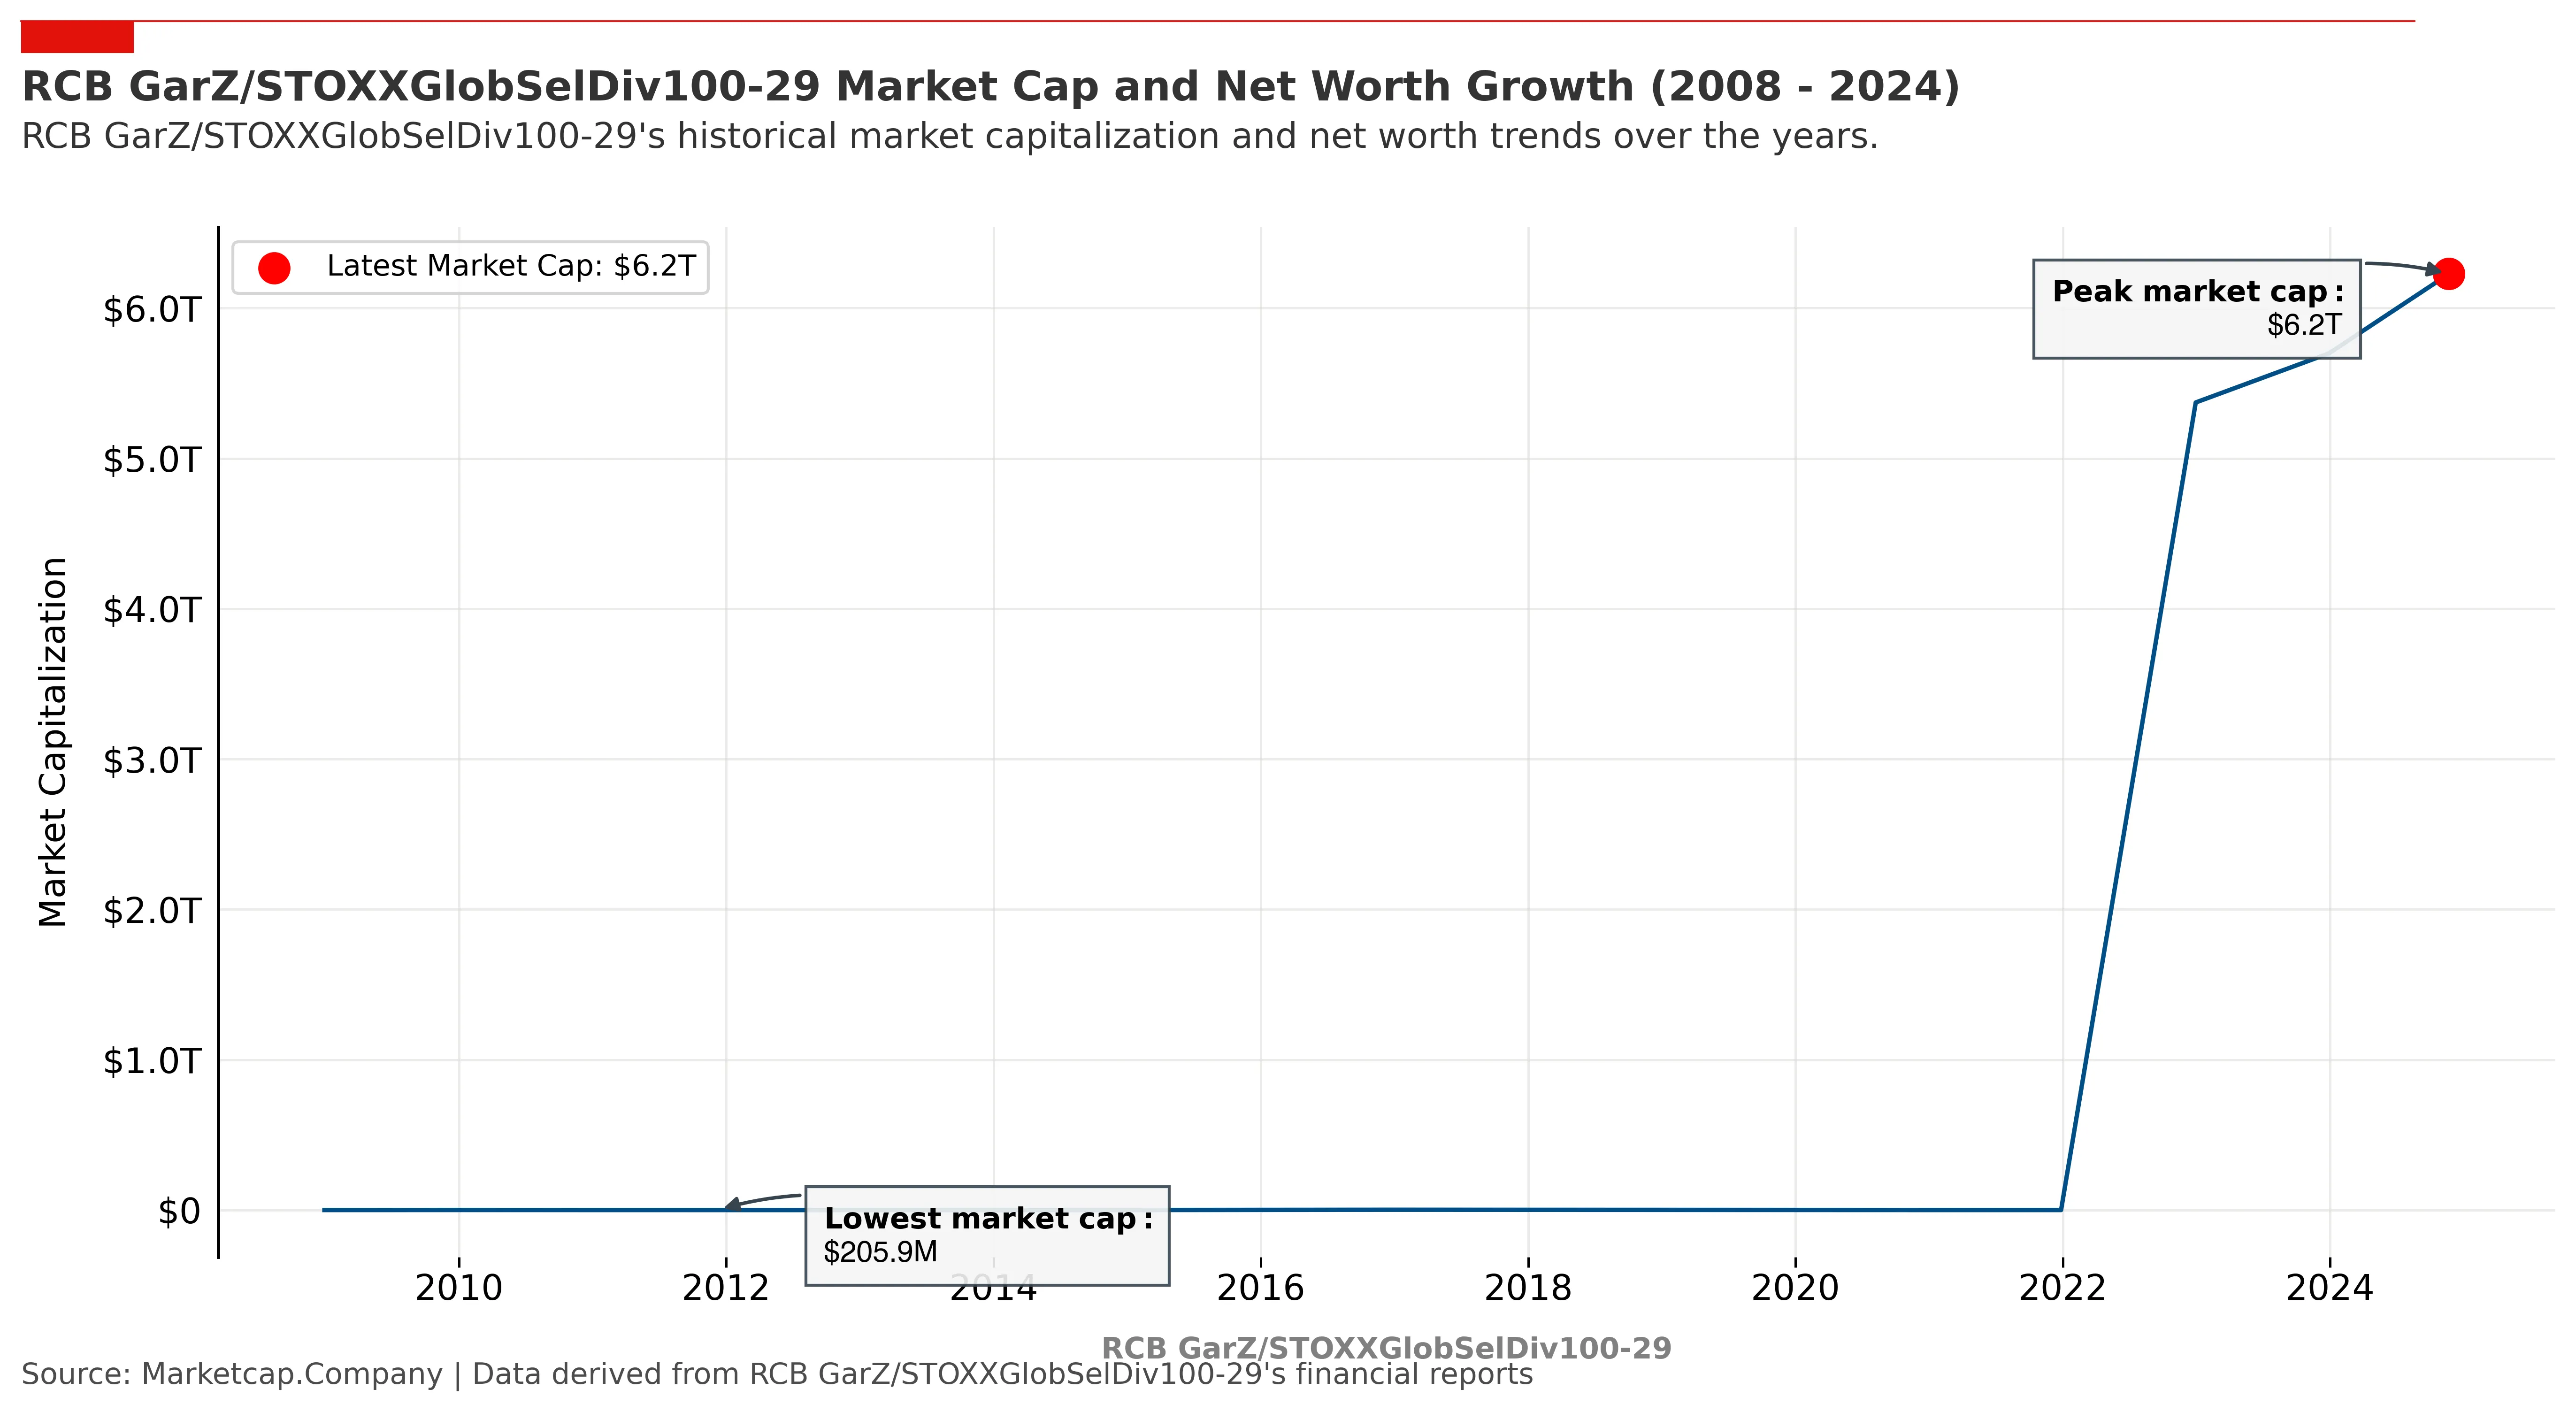 RCB GarZ/STOXXGlobSelDiv100-29 Market Cap and Net Worth Growth (2008 - 2024)
RCB GarZ/STOXXGlobSelDiv100-29's historical market capitalization and net worth trends over the years.
Latest Market Cap: $6.2T
Peak market cap:
$6.2T
Market Capitalization
$6.0T
$5.0T
$4.0T
$3.0T
$2.0T
$1.0T
$0
Lowest market cap:
$205.9M
2010
2012
2014
2016
2018
2020
2022
2024
RCB GarZ/STOXXGlobSelDiv100-29
Source: Marketcap.Company | Data derived from RCB GarZ/STOXXGlobSelDiv100-29's financial reports